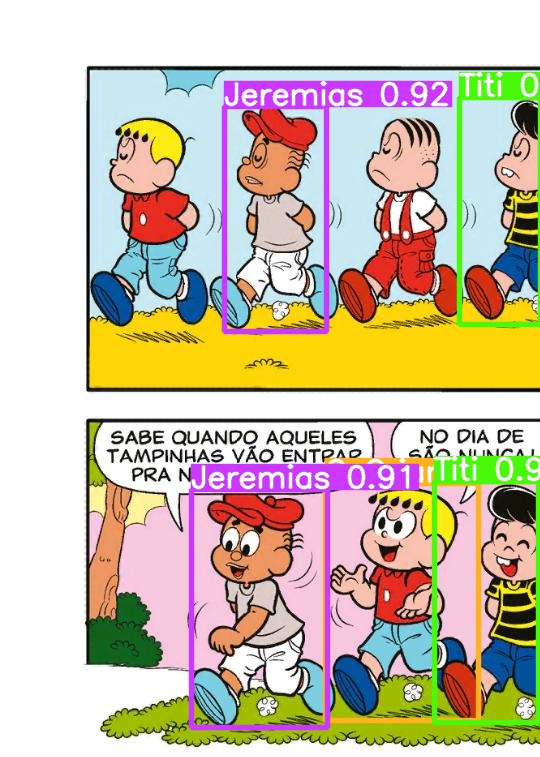 Jeremias 0.92
Titi 0
SABE QUANDO AQUELES
TAMPINHAS VÃO ENTRAR
PRA N
NO DIA DE
SÃO NUNCA!
Jeremias 0.91
Titi 0.9